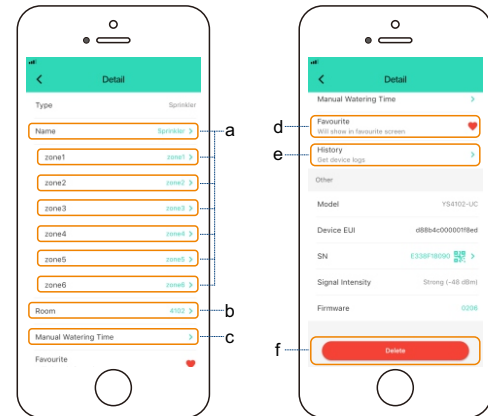 Detail
Type Sprinkler
Name Sprinkler > a
zone1 zone1 >
zone2 zone2 >
zone3 zone3 >
zone4 zone4 >
zone5 zone5 >
zone6 zone6 >
Room 4102 > b
Manual Watering Time > c
Favourite
Detail
Manual Watering Time >
d Favourite
Will show in favourite screen
e History >
Get device logs
Other
Model YS4102-UC
Device EUI d88b4c000001f8ed
SN E338F18090 >
Signal Intensity Strong (-48 dBm)
Firmware 0206
f Delete